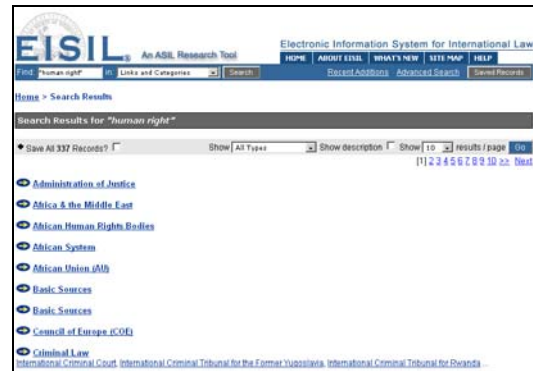 EISIL
An ASIL Research Tool
Electronic Information System for International Law
HOME ABOUT EISIL WHAT'S NEW SITE MAP HELP
Find: "human right" in Links and Categories Search Recent Additions Advanced Search Saved Records
Home > Search Results
Search Results for "human right"
Save All 337 Records? Show All Types Show description Show 10 results / page Go
[1] 2 3 4 5 6 7 8 9 10 >> Next
Administration of Justice
Africa & the Middle East
African Human Rights Bodies
African System
African Union (AU)
Basic Sources
Basic Sources
Council of Europe (COE)
Criminal Law
International Criminal Court, International Criminal Tribunal for the Former Yugoslavia, International Criminal Tribunal for Rwanda ...